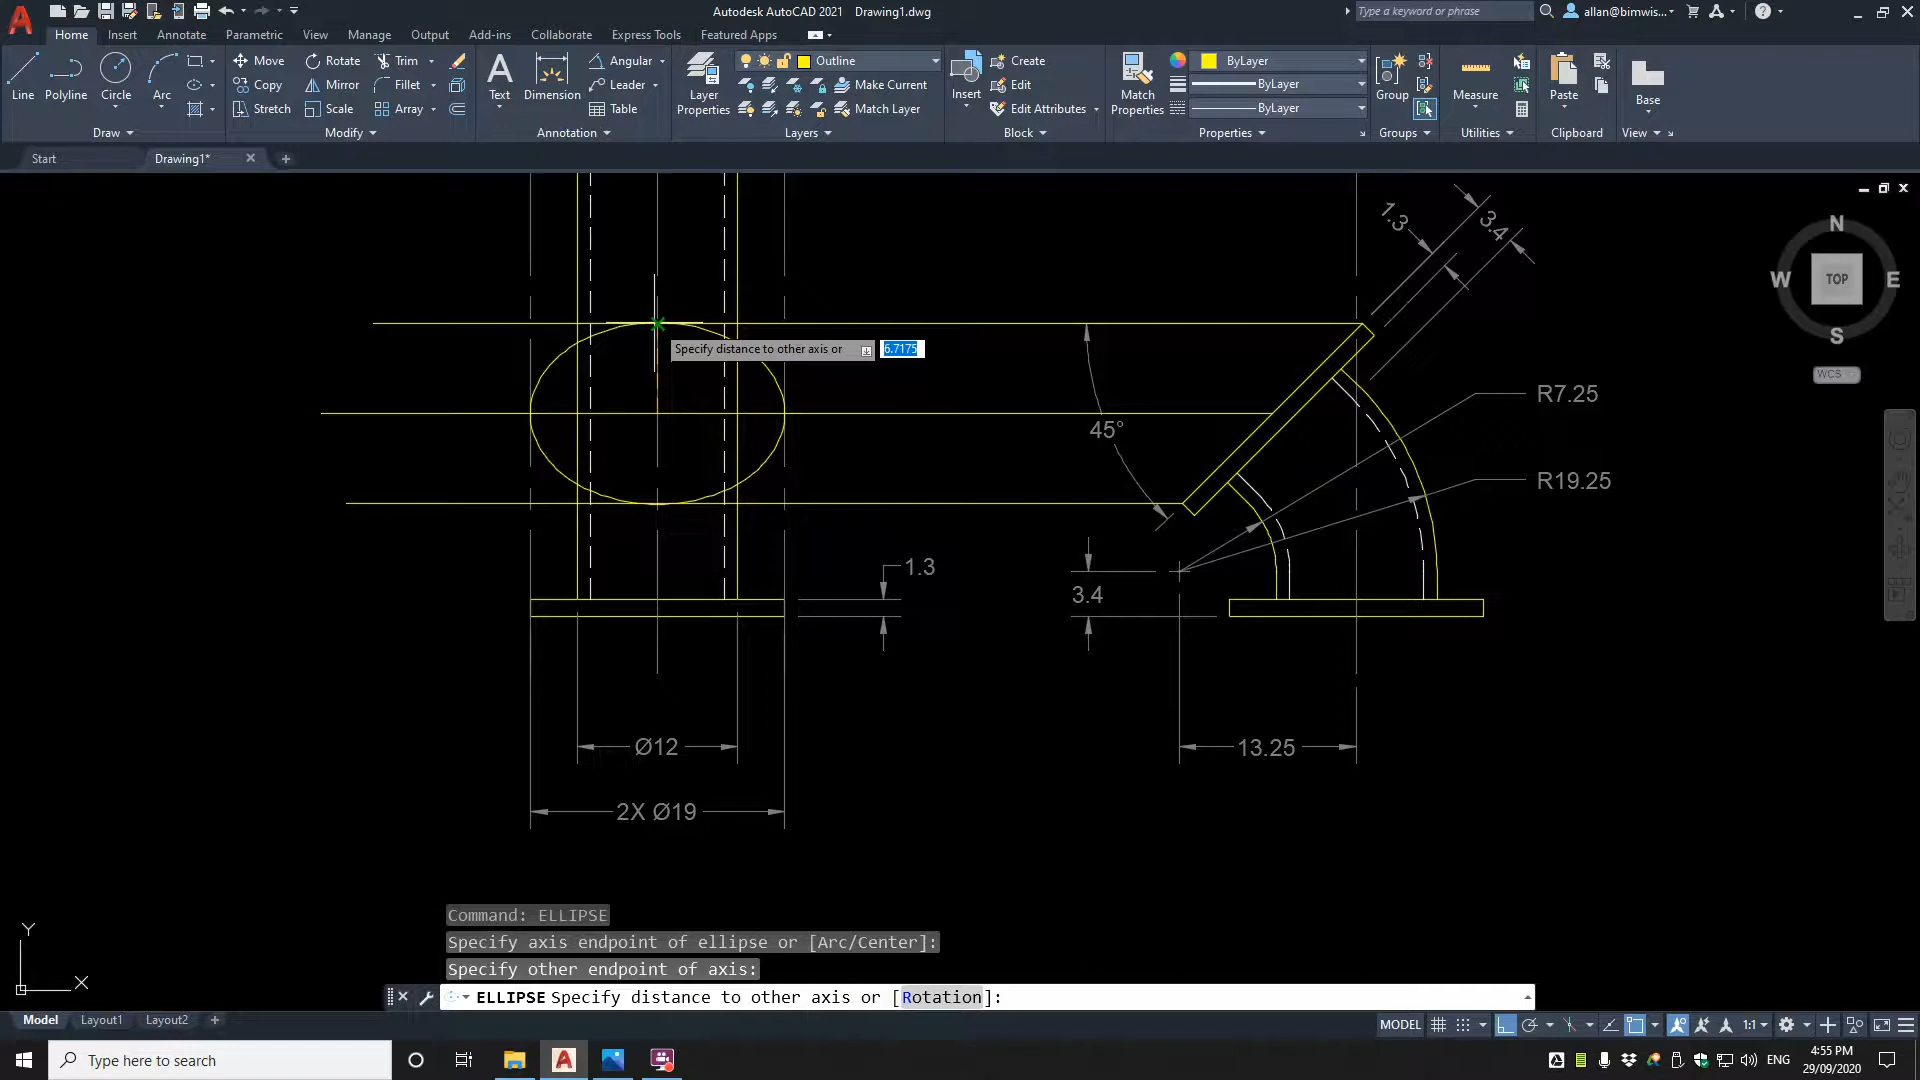 Autodesk AutoCAD 2021 Drawing1.dwg
Type a keyword or phrase
allan@bimwis...
Home Insert Annotate Parametric View Manage Output Add-ins Collaborate Express Tools Featured Apps
Line Polyline Circle Arc
Move Rotate Trim
Copy Mirror Fillet
Stretch Scale Array
Text Dimension
Angular
Leader
Table
Layer Properties
Outline
Make Current
Match Layer
Insert
Create
Edit
Edit Attributes
Match Properties
ByLayer
ByLayer
ByLayer
Group
Measure
Paste
Base
Draw Modify Annotation Layers Block Properties Groups Utilities Clipboard View
Start Drawing1*
N
W TOP E
S
WCS
1.3
3.4
Specify distance to other axis or 6.7175
R7.25
45°
R19.25
1.3
3.4
Ø12
13.25
2X Ø19
Y
X
Command: ELLIPSE
Specify axis endpoint of ellipse or [Arc/Center]:
Specify other endpoint of axis:
ELLIPSE Specify distance to other axis or [Rotation]:
Model Layout1 Layout2
MODEL 1:1
Type here to search
ENG
4:55 PM
29/09/2020